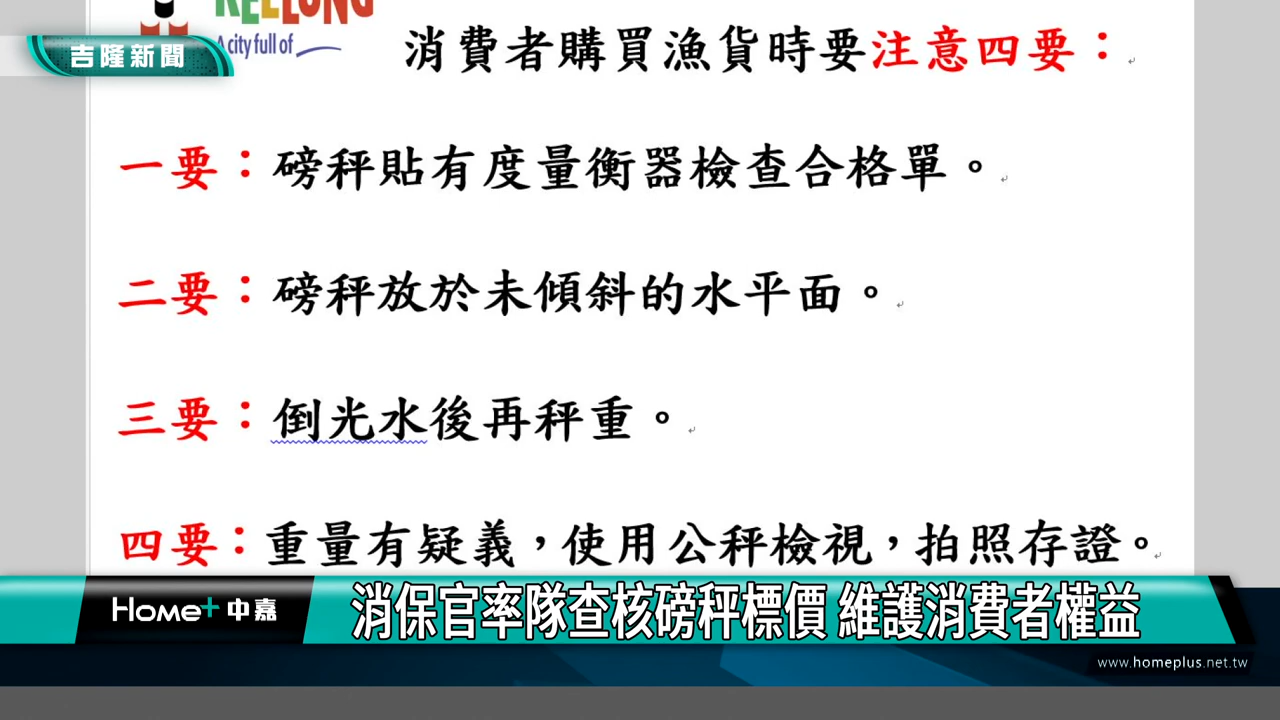 KEELUNG
吉隆新聞
A city full of
消費者購買漁貨時要注意四要：
一要：磅秤貼有度量衡器檢查合格單。
二要：磅秤放於未傾斜的水平面。
三要：倒光水後再秤重。
四要：重量有疑義，使用公秤檢視，拍照存證。
Home+中嘉
消保官率隊查核磅秤標價 維護消費者權益
www.homeplus.net.tw